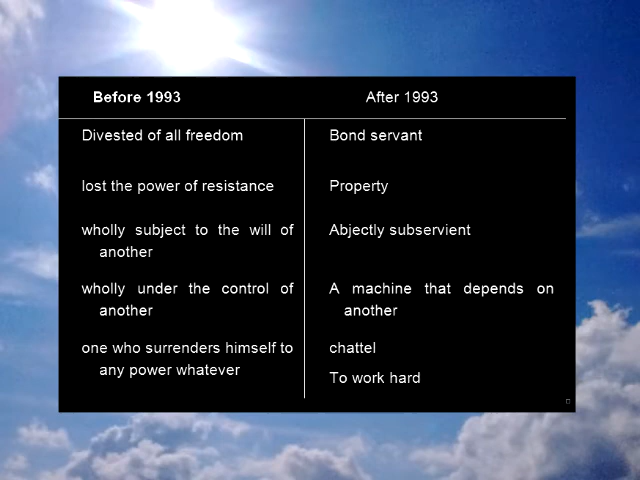 Before 1993
After 1993
Divested of all freedom
Bond servant
lost the power of resistance
Property
wholly subject to the will of
another
Abjectly subservient
wholly under the control of
another
A machine that depends on
another
one who surrenders himself to
any power whatever
chattel
To work hard